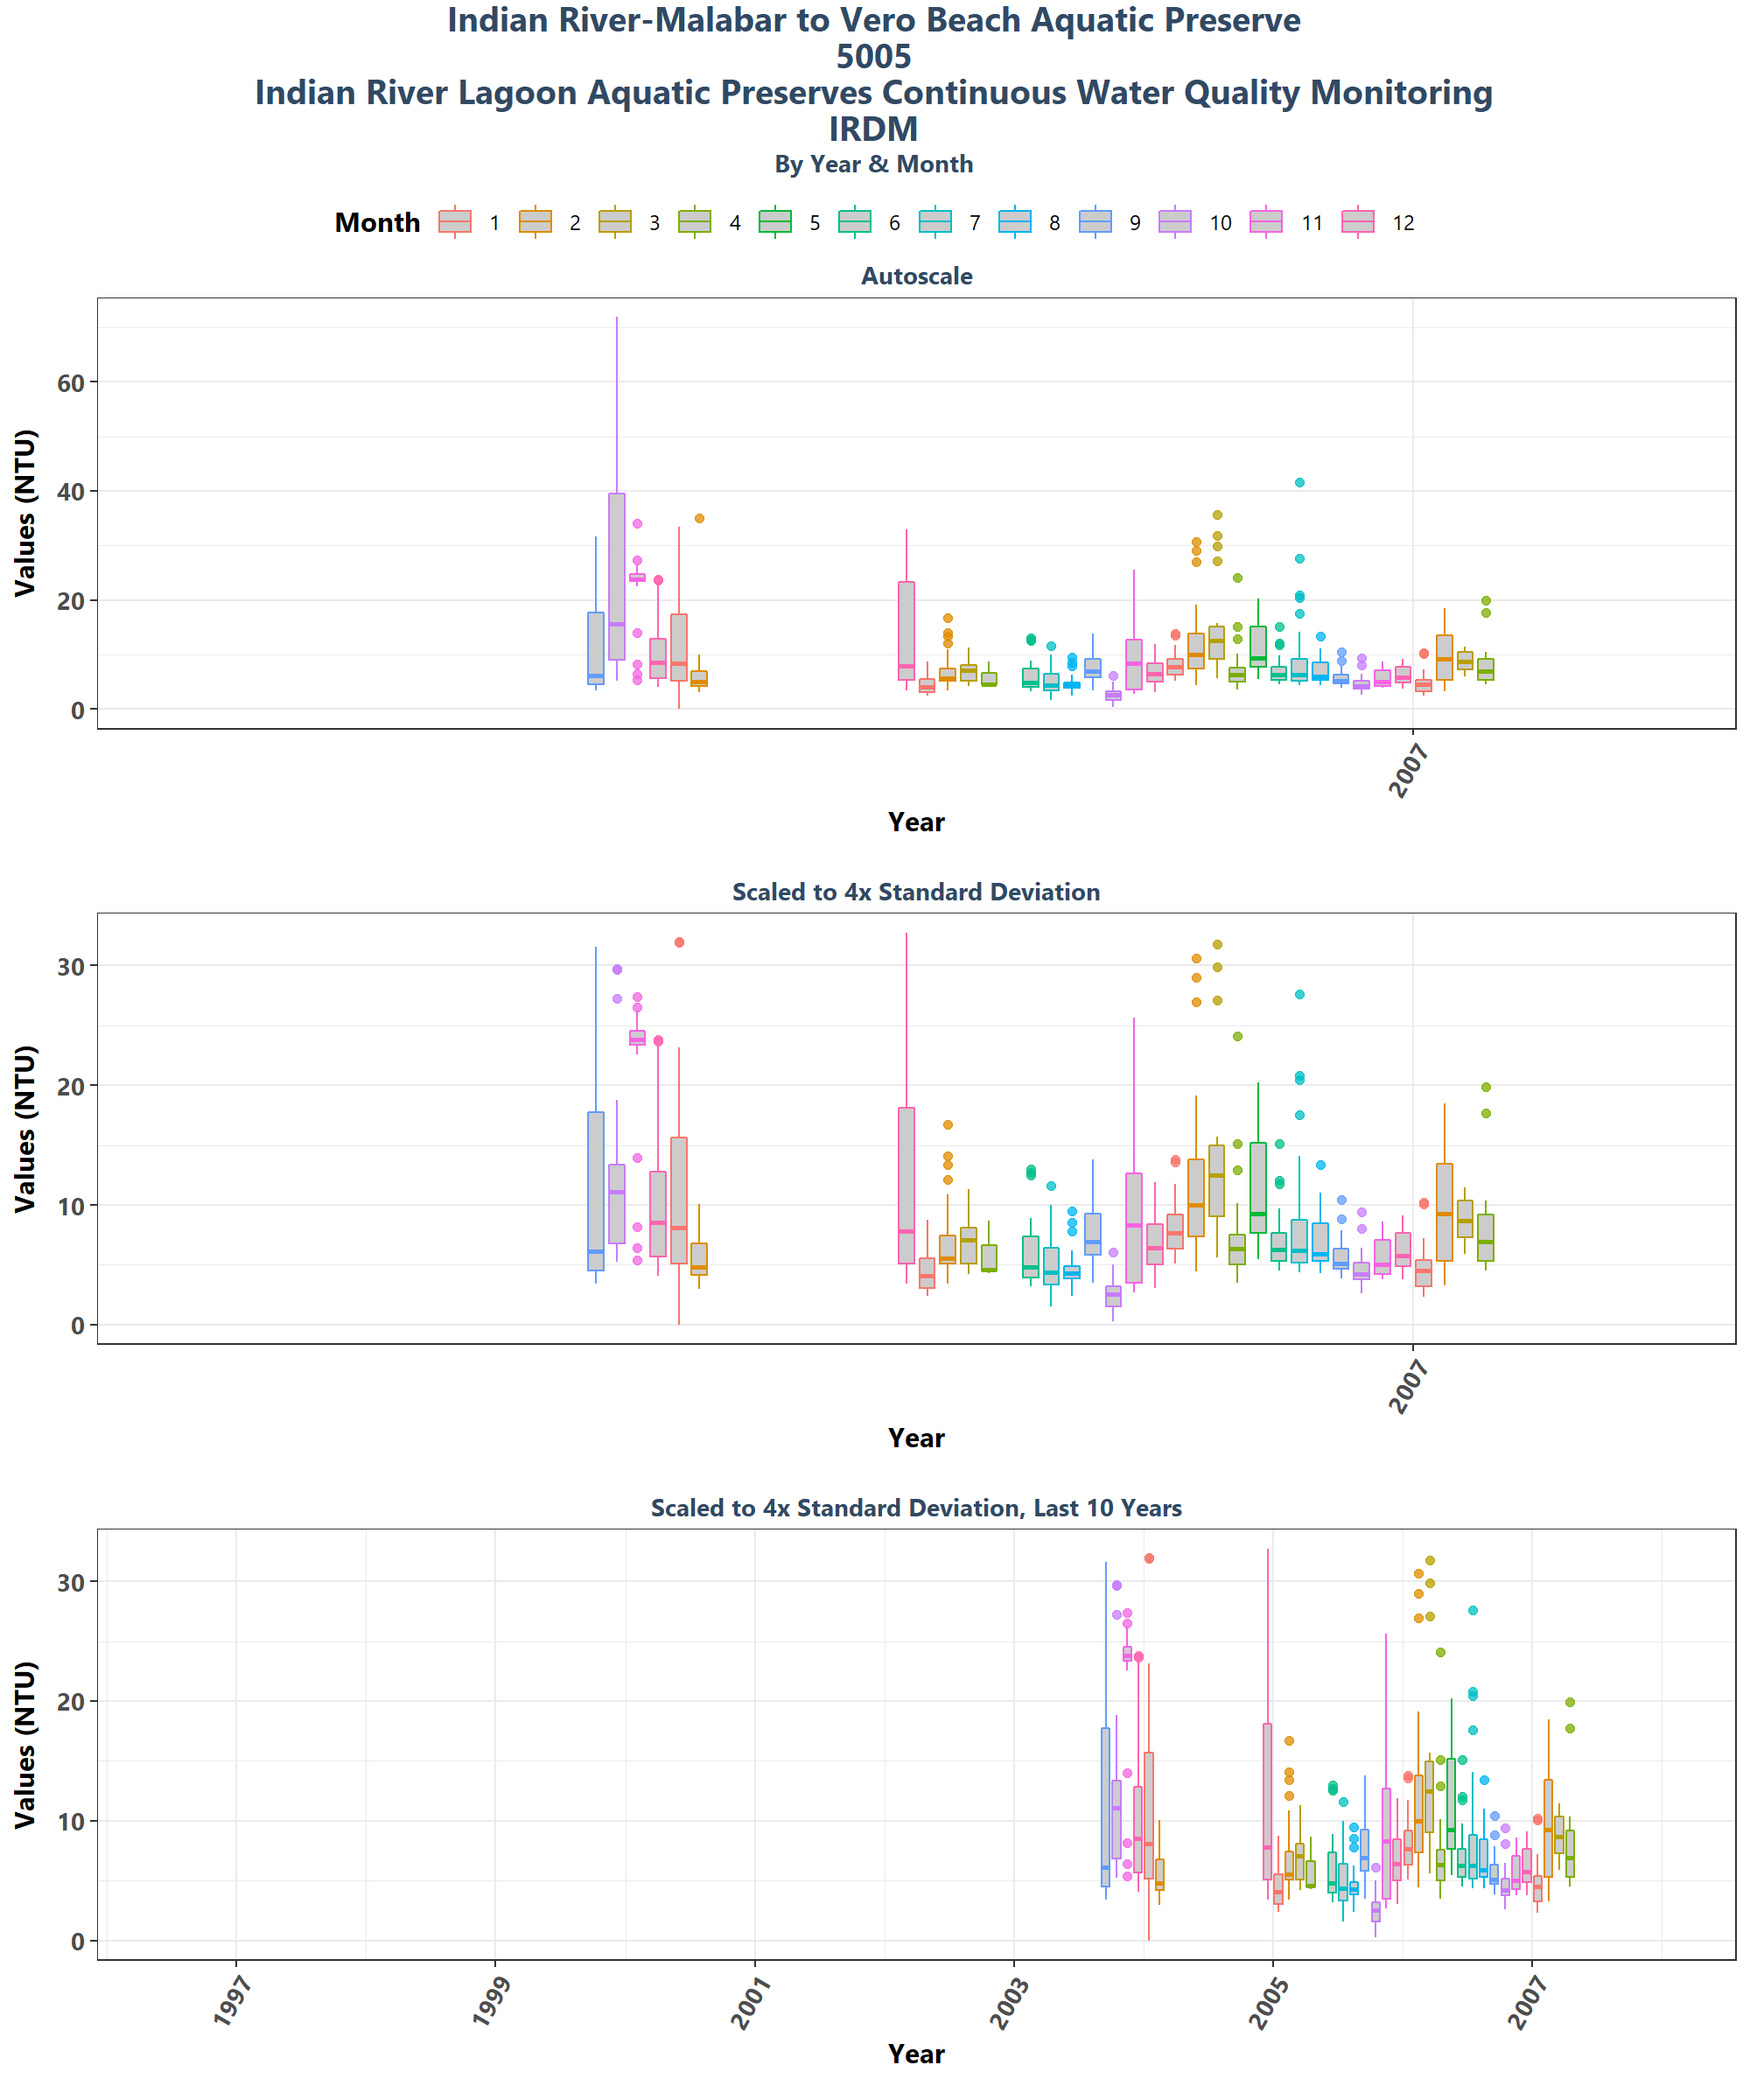 Indian River-Malabar to Vero Beach Aquatic Preserve
5005
Indian River Lagoon Aquatic Preserves Continuous Water Quality Monitoring
IRDM
By Year & Month
Month 1 2 3 4 5 6 7 8 9 10 11 12
Autoscale
Values (NTU)
60
40
20
0
2007
Year
Scaled to 4x Standard Deviation
Values (NTU)
30
20
10
0
2007
Year
Scaled to 4x Standard Deviation, Last 10 Years
Values (NTU)
30
20
10
0
1997 1999 2001 2003 2005 2007
Year